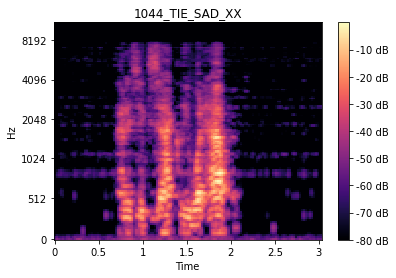 1044_TIE_SAD_XX
8192
4096
2048
1024
512
0
Hz
0
0.5
1
1.5
2
2.5
3
Time
-10 dB
-20 dB
-30 dB
-40 dB
-50 dB
-60 dB
-70 dB
-80 dB